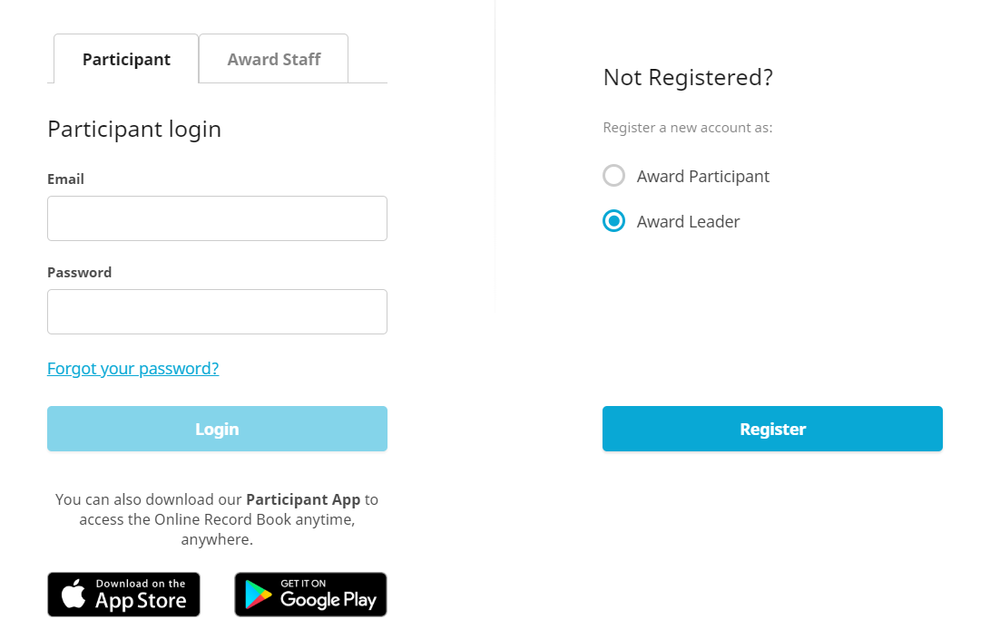 Participant
Award Staff
Participant login
Email
Password
Forgot your password?
Login
You can also download our Participant App to
access the Online Record Book anytime,
anywhere.
Download on the
App Store
GET IT ON
Google Play
Not Registered?
Register a new account as:
Award Participant
Award Leader
Register